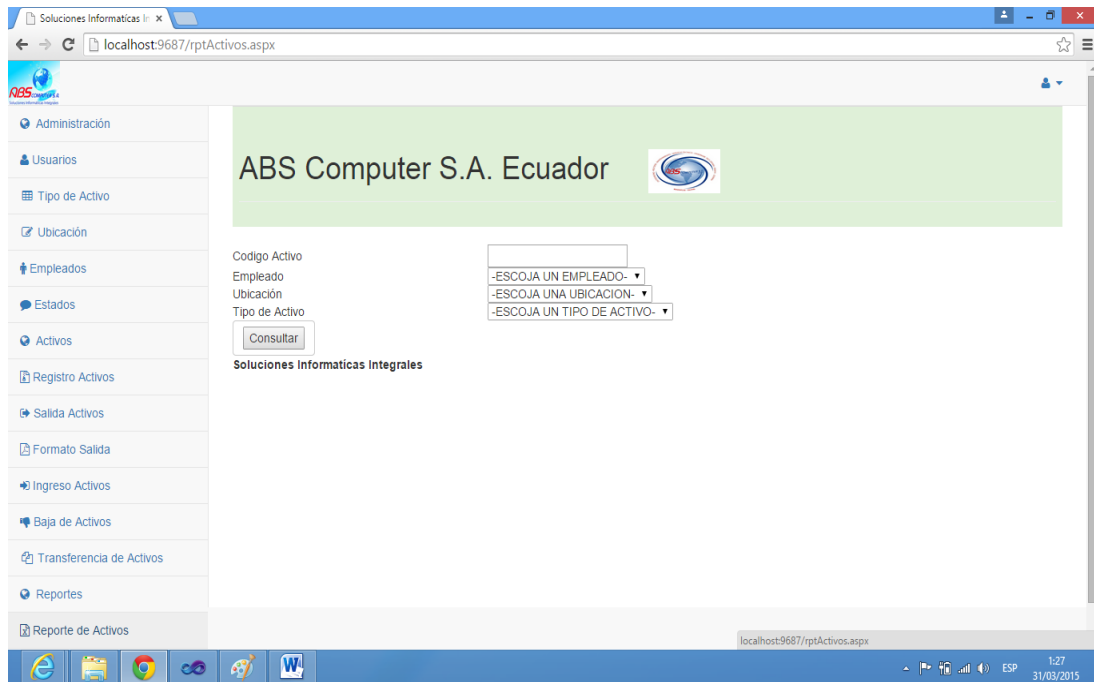 Soluciones Informatícas In
localhost:9687/rptActivos.aspx
ABS
Administración
Usuarios
Tipo de Activo
Ubicación
Empleados
Estados
Activos
Registro Activos
Salida Activos
Formato Salida
Ingreso Activos
Baja de Activos
Transferencia de Activos
Reportes
Reporte de Activos
ABS Computer S.A. Ecuador
Codigo Activo
Empleado -ESCOJA UN EMPLEADO-
Ubicación -ESCOJA UNA UBICACION-
Tipo de Activo -ESCOJA UN TIPO DE ACTIVO-
Consultar
Soluciones Informaticas Integrales
localhost:9687/rptActivos.aspx
ESP
1:27
31/03/2015